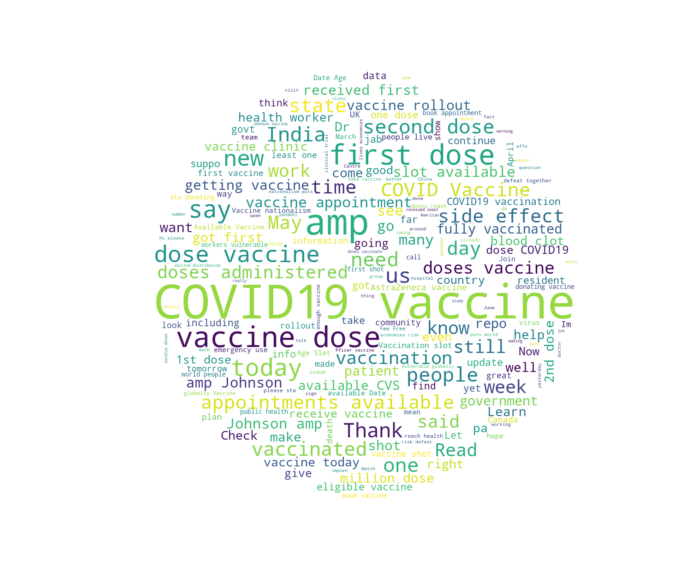 Date Age data
received first
think state vaccine rollout
health worker UK one dose book appointment
govt India Dr second dose
team March jab people live show
vaccine clinic continue
suppo least one new first dose April
first vaccine work come good slot available
getting vaccine time COVID Vaccine
way vaccine appointment see COVID19 vaccination
Vaccine nationalism say May amp go far side effect
want got first fully vaccinated
Available Vaccine information going many day blood clot
workers vulnerable need Join
dose vaccine us doses vaccine
doses administered first shot country resident
got AstraZeneca vaccine donating vaccine
COVID19 vaccine
vaccine dose take community know repo virus Im
look including rollout even still help 2nd dose
today vaccination people Now
1st dose emergency use info Age Slot made Pfizer vaccine Vaccination slot update well
tomorrow patient great
world people amp Johnson available CVS find yet week
please sta available Date
appointments available government
globally Vaccine receive vaccine mean Learn
plan public health death said Canada
Johnson amp Thank Let pa hope
Check make working
vaccinated shot Read
vaccine today one right vaccine shot
give million dose
eligible vaccine
book vaccine